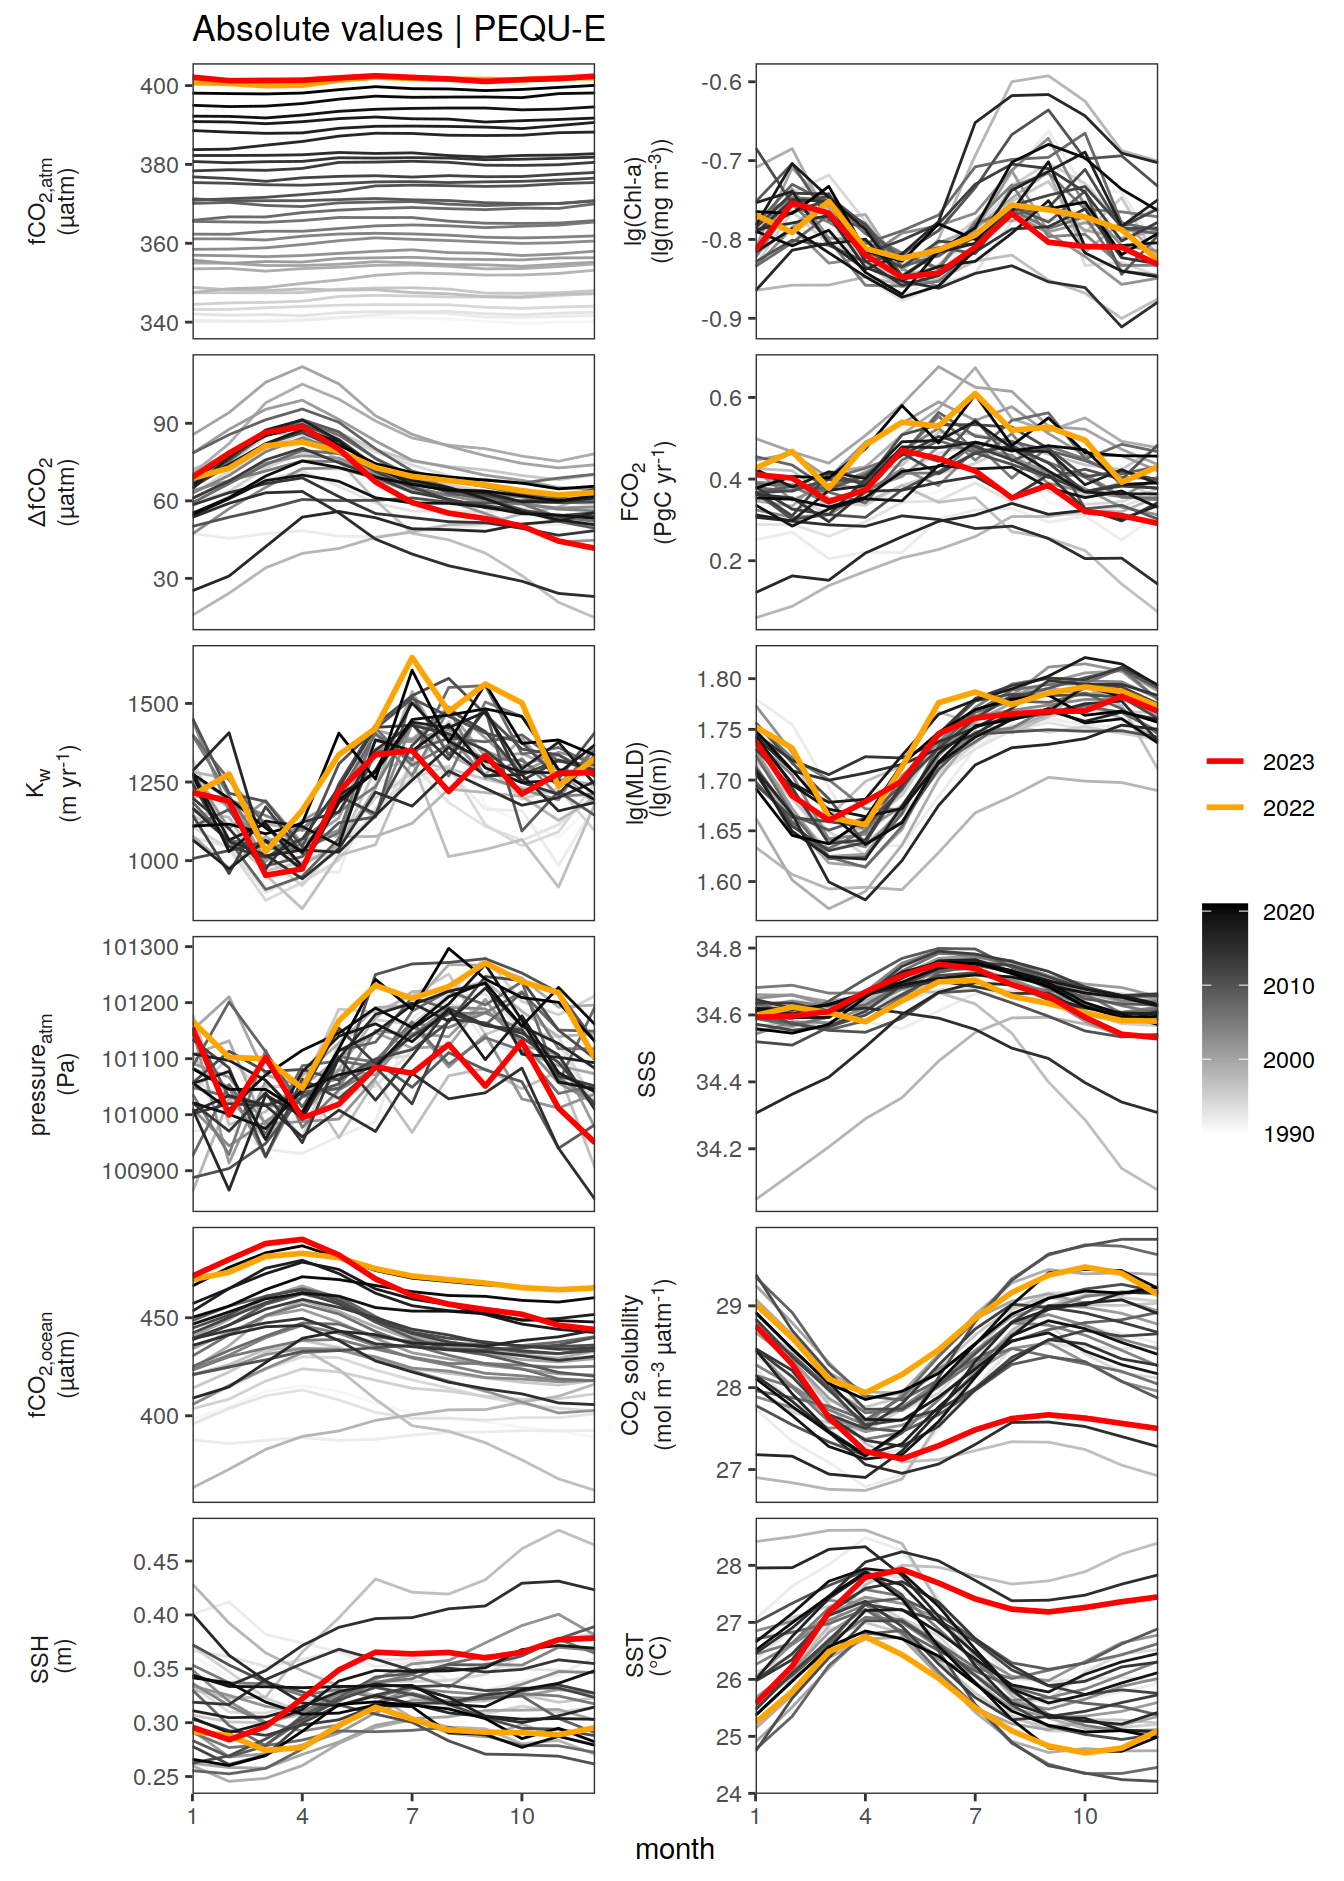 Absolute values | PEQU-E
fCO2,atm
(µatm)
400
380
360
340
lg(Chl-a)
(lg(mg m-3))
-0.6
-0.7
-0.8
-0.9
ΔfCO2
(µatm)
90
60
30
FCO2
(PgC yr-1)
0.6
0.4
0.2
Kw
(m yr-1)
1500
1250
1000
lg(MLD)
(lg(m))
1.80
1.75
1.70
1.65
1.60
pressureatm
(Pa)
101300
101200
101100
101000
100900
SSS
34.8
34.6
34.4
34.2
fCO2,ocean
(µatm)
450
400
CO2 solubility
(mol m-3 µatm-1)
29
28
27
SSH
(m)
0.45
0.40
0.35
0.30
0.25
1
4
7
10
SST
(°C)
28
27
26
25
24
1
4
7
10
month
2023
2022
2020
2010
2000
1990